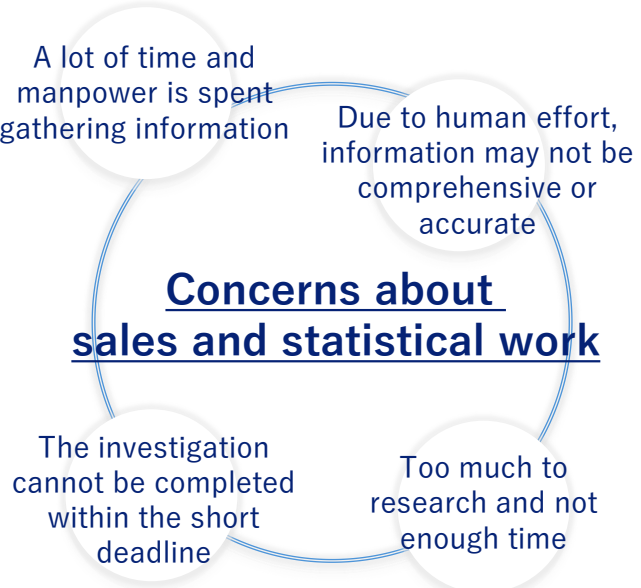 A lot of time and
manpower is spent
gathering information
Due to human effort,
information may not be
comprehensive or
accurate
Concerns about
sales and statistical work
The investigation
cannot be completed
within the short
deadline
Too much to
research and not
enough time